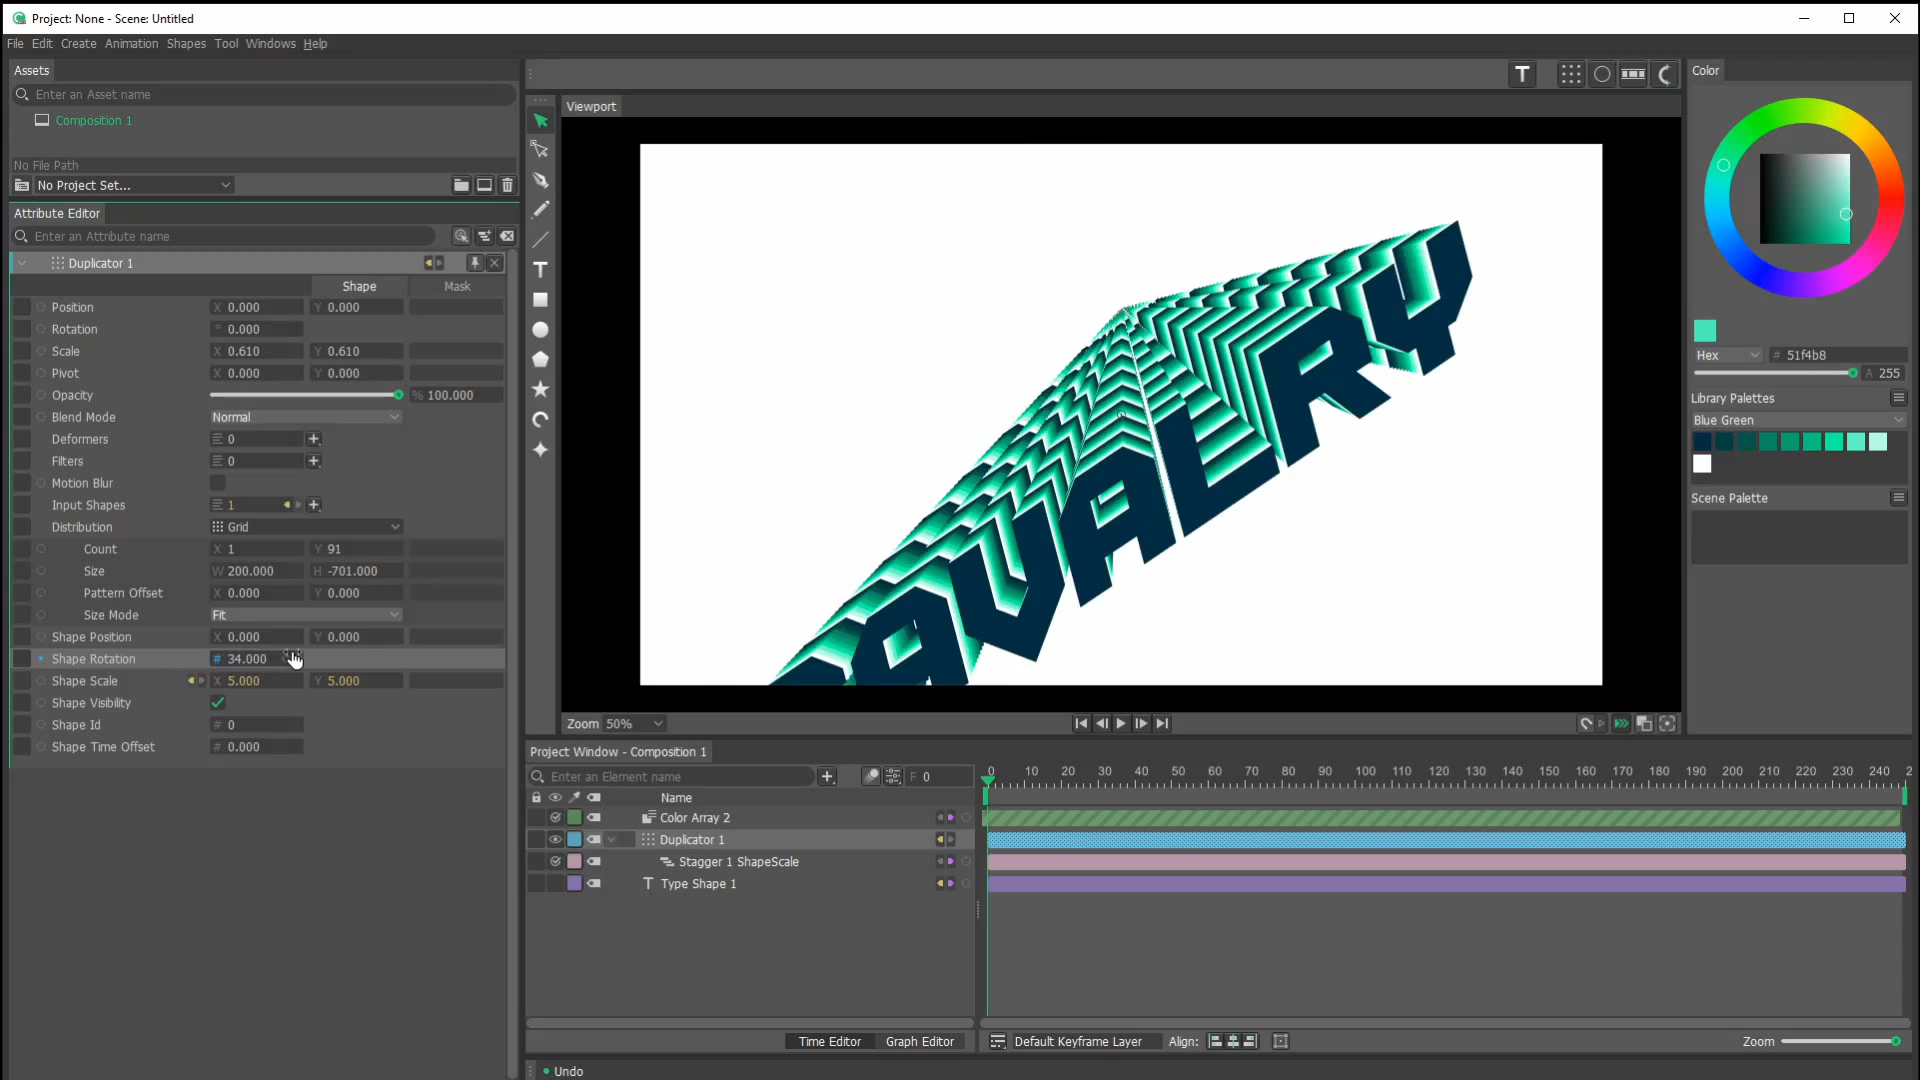 Project: None - Scene: Untitled
File Edit Create Animation Shapes Tool Windows Help
Assets
Enter an Asset name
Composition 1
No File Path
No Project Set...
Attribute Editor
Enter an Attribute name
Duplicator 1
Shape Mask
Position X 0.000 Y 0.000
Rotation ° 0.000
Scale X 0.610 Y 0.610
Pivot X 0.000 Y 0.000
Opacity % 100.000
Blend Mode Normal
Deformers 0
Filters 0
Motion Blur
Input Shapes 1
Distribution Grid
Count X 1 Y 91
Size W 200.000 H -701.000
Pattern Offset X 0.000 Y 0.000
Size Mode Fit
Shape Position X 0.000 Y 0.000
Shape Rotation # 34.000
Shape Scale X 5.000 Y 5.000
Shape Visibility
Shape Id # 0
Shape Time Offset # 0.000
Viewport
AVALRY
Zoom 50%
Color
Hex # 51f4b8
A 255
Library Palettes
Blue Green
Scene Palette
Project Window - Composition 1
Enter an Element name F 0
Name
Color Array 2
Duplicator 1
Stagger 1 ShapeScale
Type Shape 1
0 10 20 30 40 50 60 70 80 90 100 110 120 130 140 150 160 170 180 190 200 210 220 230 240 2
Time Editor Graph Editor
Default Keyframe Layer Align: Zoom
Undo